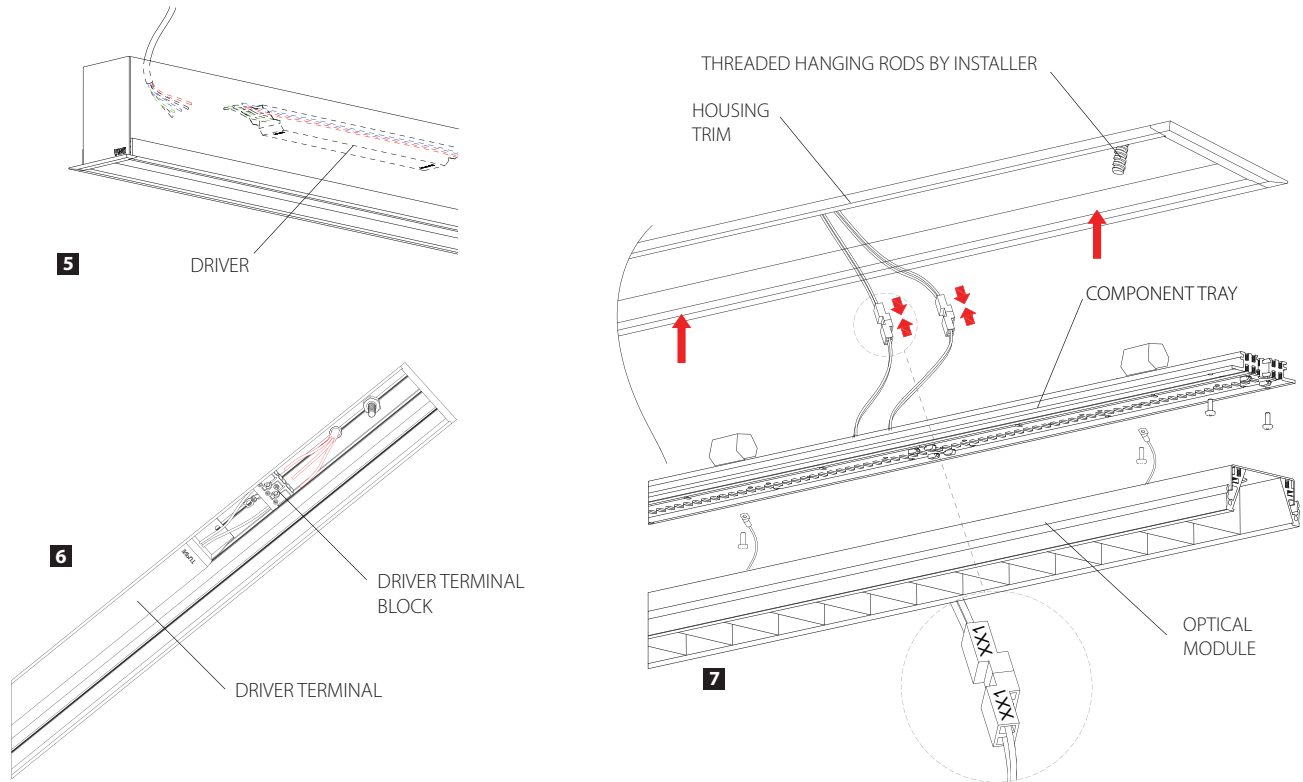 DRIVER
5
6
DRIVER TERMINAL
BLOCK
DRIVER TERMINAL
THREADED HANGING RODS BY INSTALLER
HOUSING
TRIM
COMPONENT TRAY
OPTICAL
MODULE
XX1
XX1
7